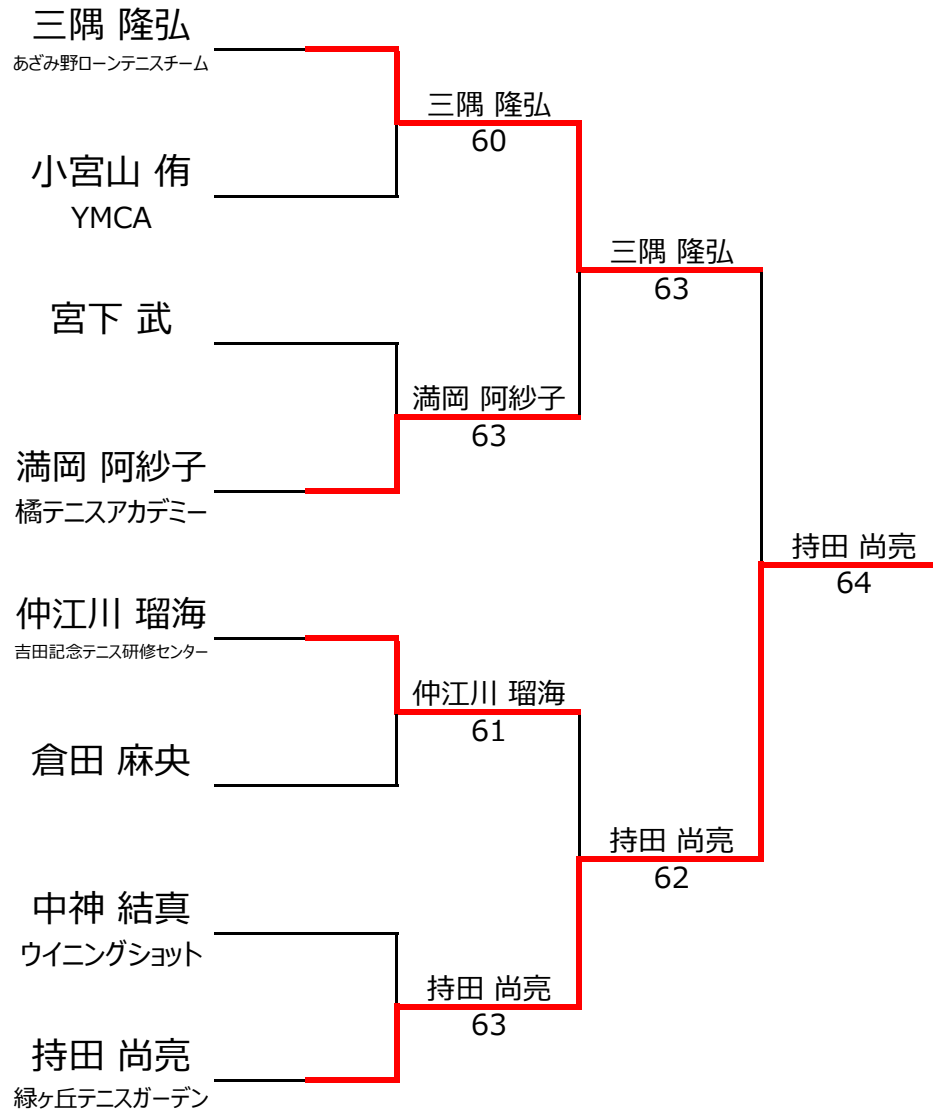 三隅 隆弘
あざみ野ローンテニスチーム
三隅 隆弘
60
小宮山 侑
YMCA
三隅 隆弘
63
宮下 武
満岡 阿紗子
63
満岡 阿紗子
橘テニスアカデミー
持田 尚亮
64
仲江川 瑠海
吉田記念テニス研修センター
仲江川 瑠海
61
倉田 麻央
持田 尚亮
62
中神 結真
ウイニングショット
持田 尚亮
63
持田 尚亮
緑ヶ丘テニスガーデン